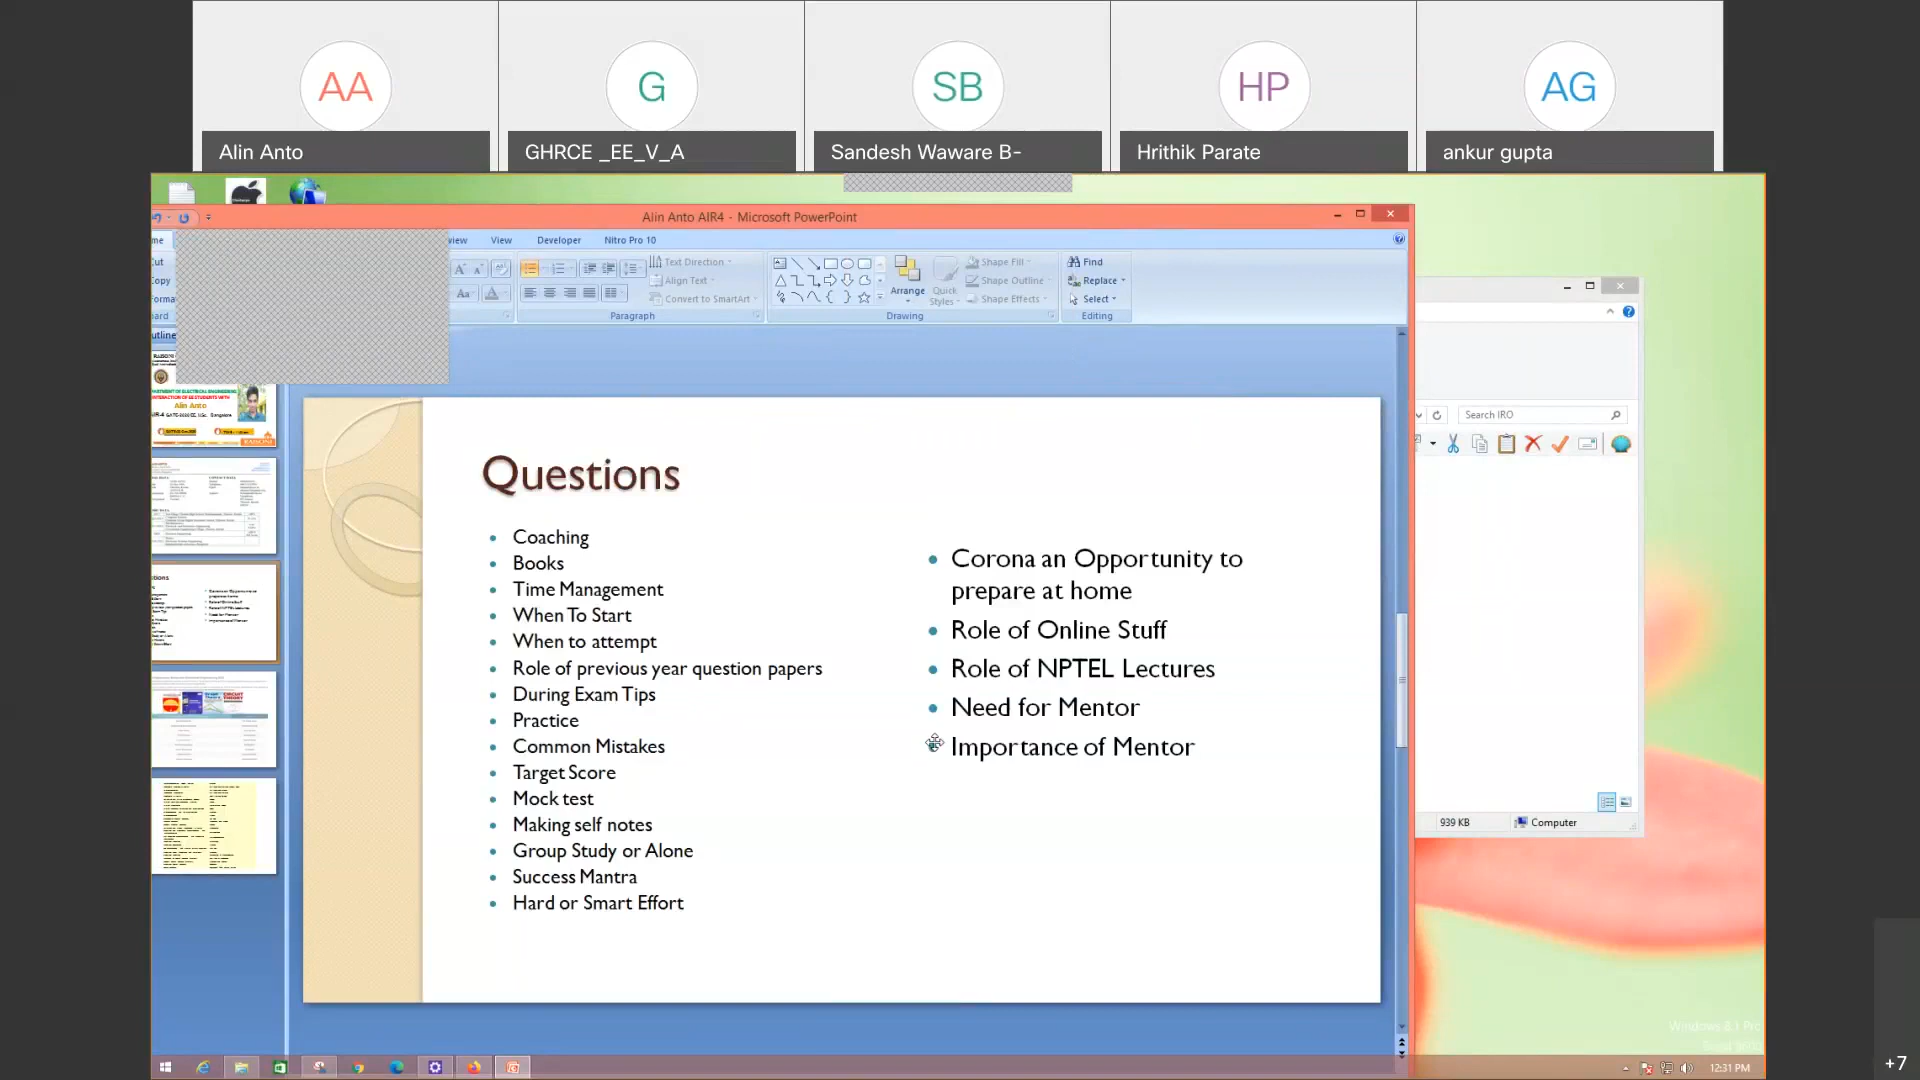 AA
G
SB
HP
AG
Alin Anto
GHRCE _EE_V_A
Sandesh Waware B-
Hrithik Parate
ankur gupta
Alin Anto AIR4 - Microsoft PowerPoint
View
Developer
Nitro Pro 10
Text Direction
Align Text
Convert to SmartArt
Arrange
Quick
Styles
Shape Fill
Shape Outline
Shape Effects
Find
Replace
Select
Paragraph
Drawing
Editing
Search IRO
Alin Anto
Questions
Coaching
Books
Time Management
When To Start
When to attempt
Role of previous year question papers
During Exam Tips
Practice
Common Mistakes
Target Score
Mock test
Making self notes
Group Study or Alone
Success Mantra
Hard or Smart Effort
Corona an Opportunity to
prepare at home
Role of Online Stuff
Role of NPTEL Lectures
Need for Mentor
Importance of Mentor
939 KB
Computer
Windows 8.1 Pro
12:31 PM
+7